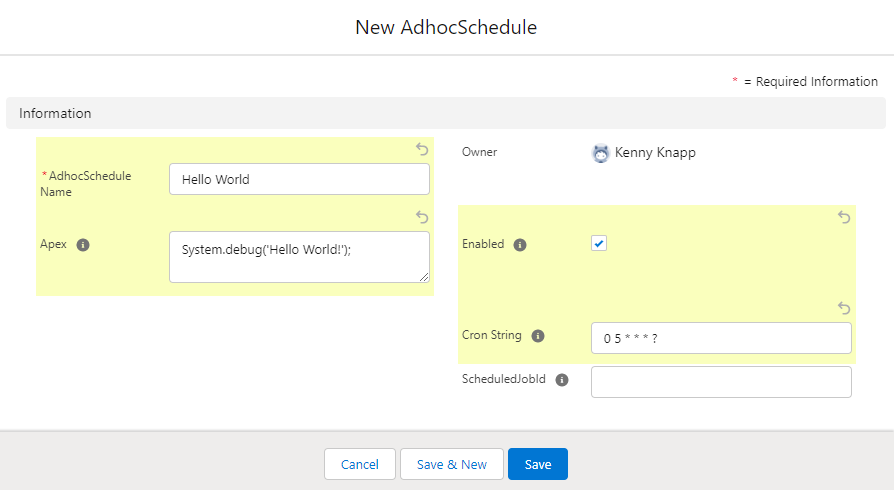 New AdhocSchedule
* = Required Information
Information
*AdhocSchedule
Name
Hello World
Owner
Kenny Knapp
Apex
System.debug('Hello World!');
Enabled
Cron String
0 5 * * * ?
ScheduledJobId
Cancel
Save & New
Save